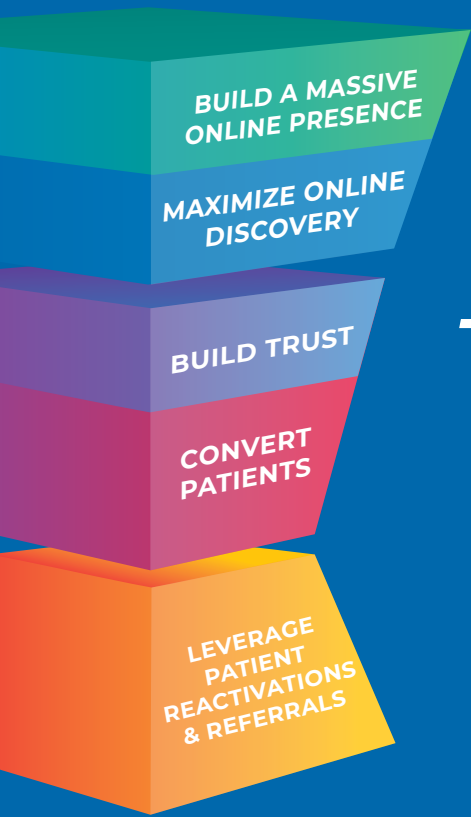 BUILD A MASSIVE
ONLINE PRESENCE
MAXIMIZE ONLINE
DISCOVERY
BUILD TRUST
CONVERT
PATIENTS
LEVERAGE
PATIENT
REACTIVATIONS
& REFERRALS